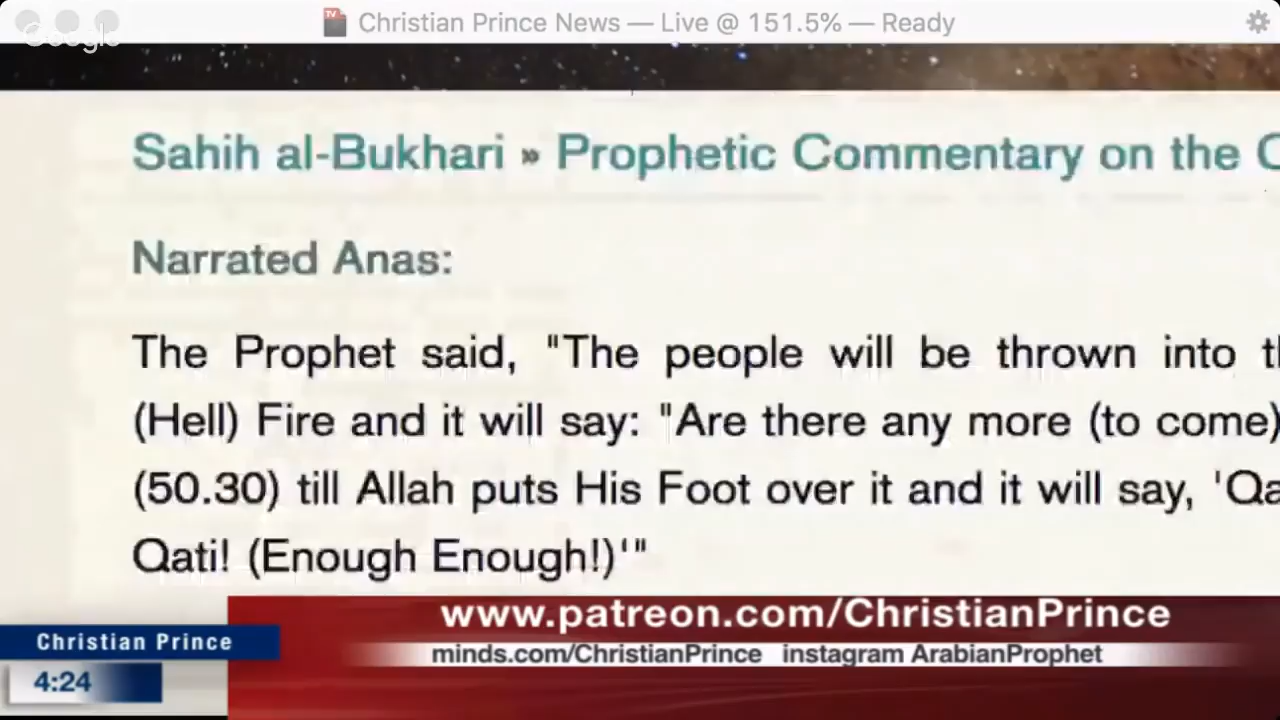 Christian Prince News — Live @ 151.5% — Ready
Google
Sahih al-Bukhari » Prophetic Commentary on the
Narrated Anas:
The Prophet said, "The people will be thrown into
(Hell) Fire and it will say: "Are there any more (to come)
(50.30) till Allah puts His Foot over it and it will say,
Qati! (Enough Enough!)'"
www.patreon.com/ChristianPrince
Christian Prince
minds.com/ChristianPrince instagram ArabianProphet
4:24